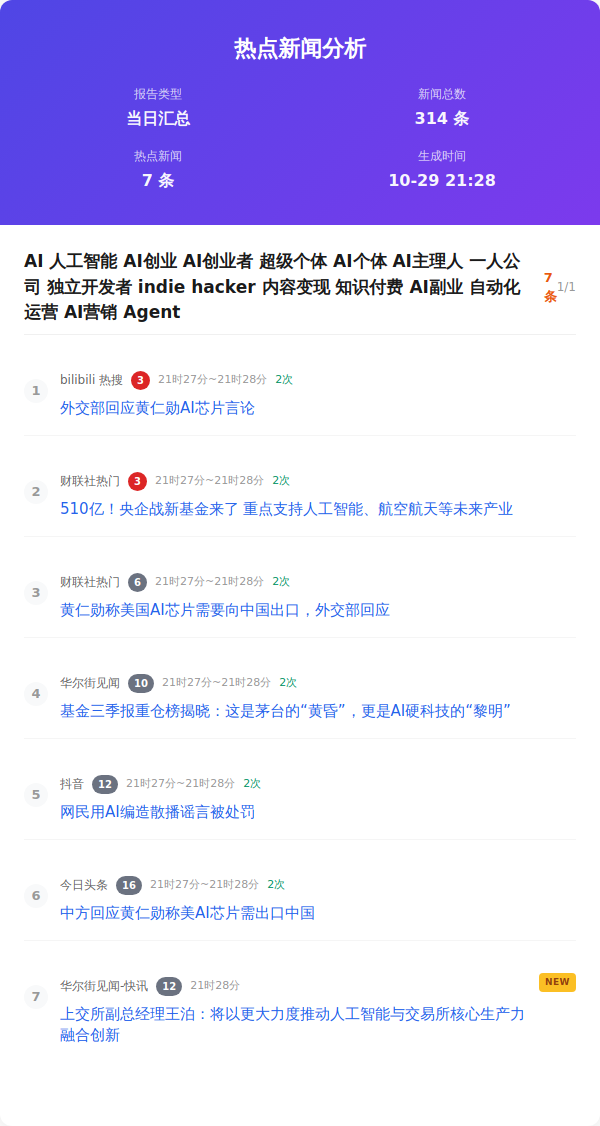 热点新闻分析
报告类型
当日汇总
新闻总数
314 条
热点新闻
7 条
生成时间
10-29 21:28
AI 人工智能 AI创业 AI创业者 超级个体 AI个体 AI主理人 一人公
司 独立开发者 indie hacker 内容变现 知识付费 AI副业 自动化
运营 AI营销 Agent
7
条
1/1
1
bilibili 热搜 3 21时27分~21时28分 2次
外交部回应黄仁勋AI芯片言论
2
财联社热门 3 21时27分~21时28分 2次
510亿！央企战新基金来了 重点支持人工智能、航空航天等未来产业
3
财联社热门 6 21时27分~21时28分 2次
黄仁勋称美国AI芯片需要向中国出口，外交部回应
4
华尔街见闻 10 21时27分~21时28分 2次
基金三季报重仓榜揭晓：这是茅台的“黄昏”，更是AI硬科技的“黎明”
5
抖音 12 21时27分~21时28分 2次
网民用AI编造散播谣言被处罚
6
今日头条 16 21时27分~21时28分 2次
中方回应黄仁勋称美AI芯片需出口中国
7
华尔街见闻-快讯 12 21时28分
NEW
上交所副总经理王泊：将以更大力度推动人工智能与交易所核心生产力
融合创新